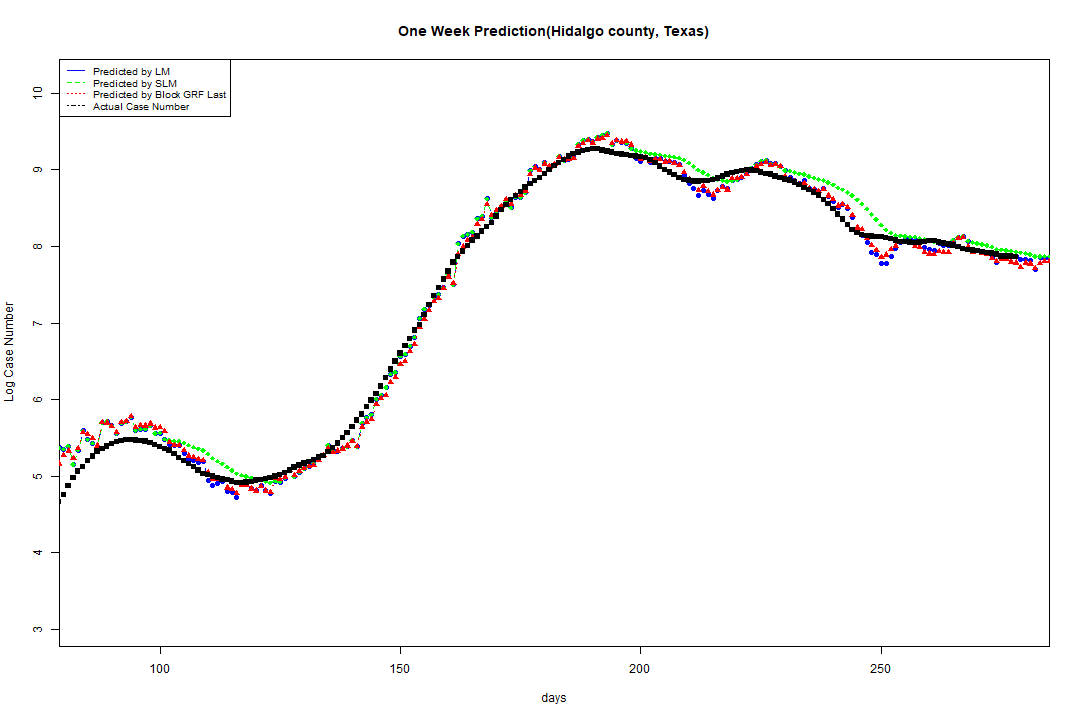 One Week Prediction(Hidalgo county, Texas)
Predicted by LM
Predicted by SLM
Predicted by Block GRF Last
Actual Case Number
10
9
8
7
6
5
4
3
Log Case Number
100 150 200 250
days